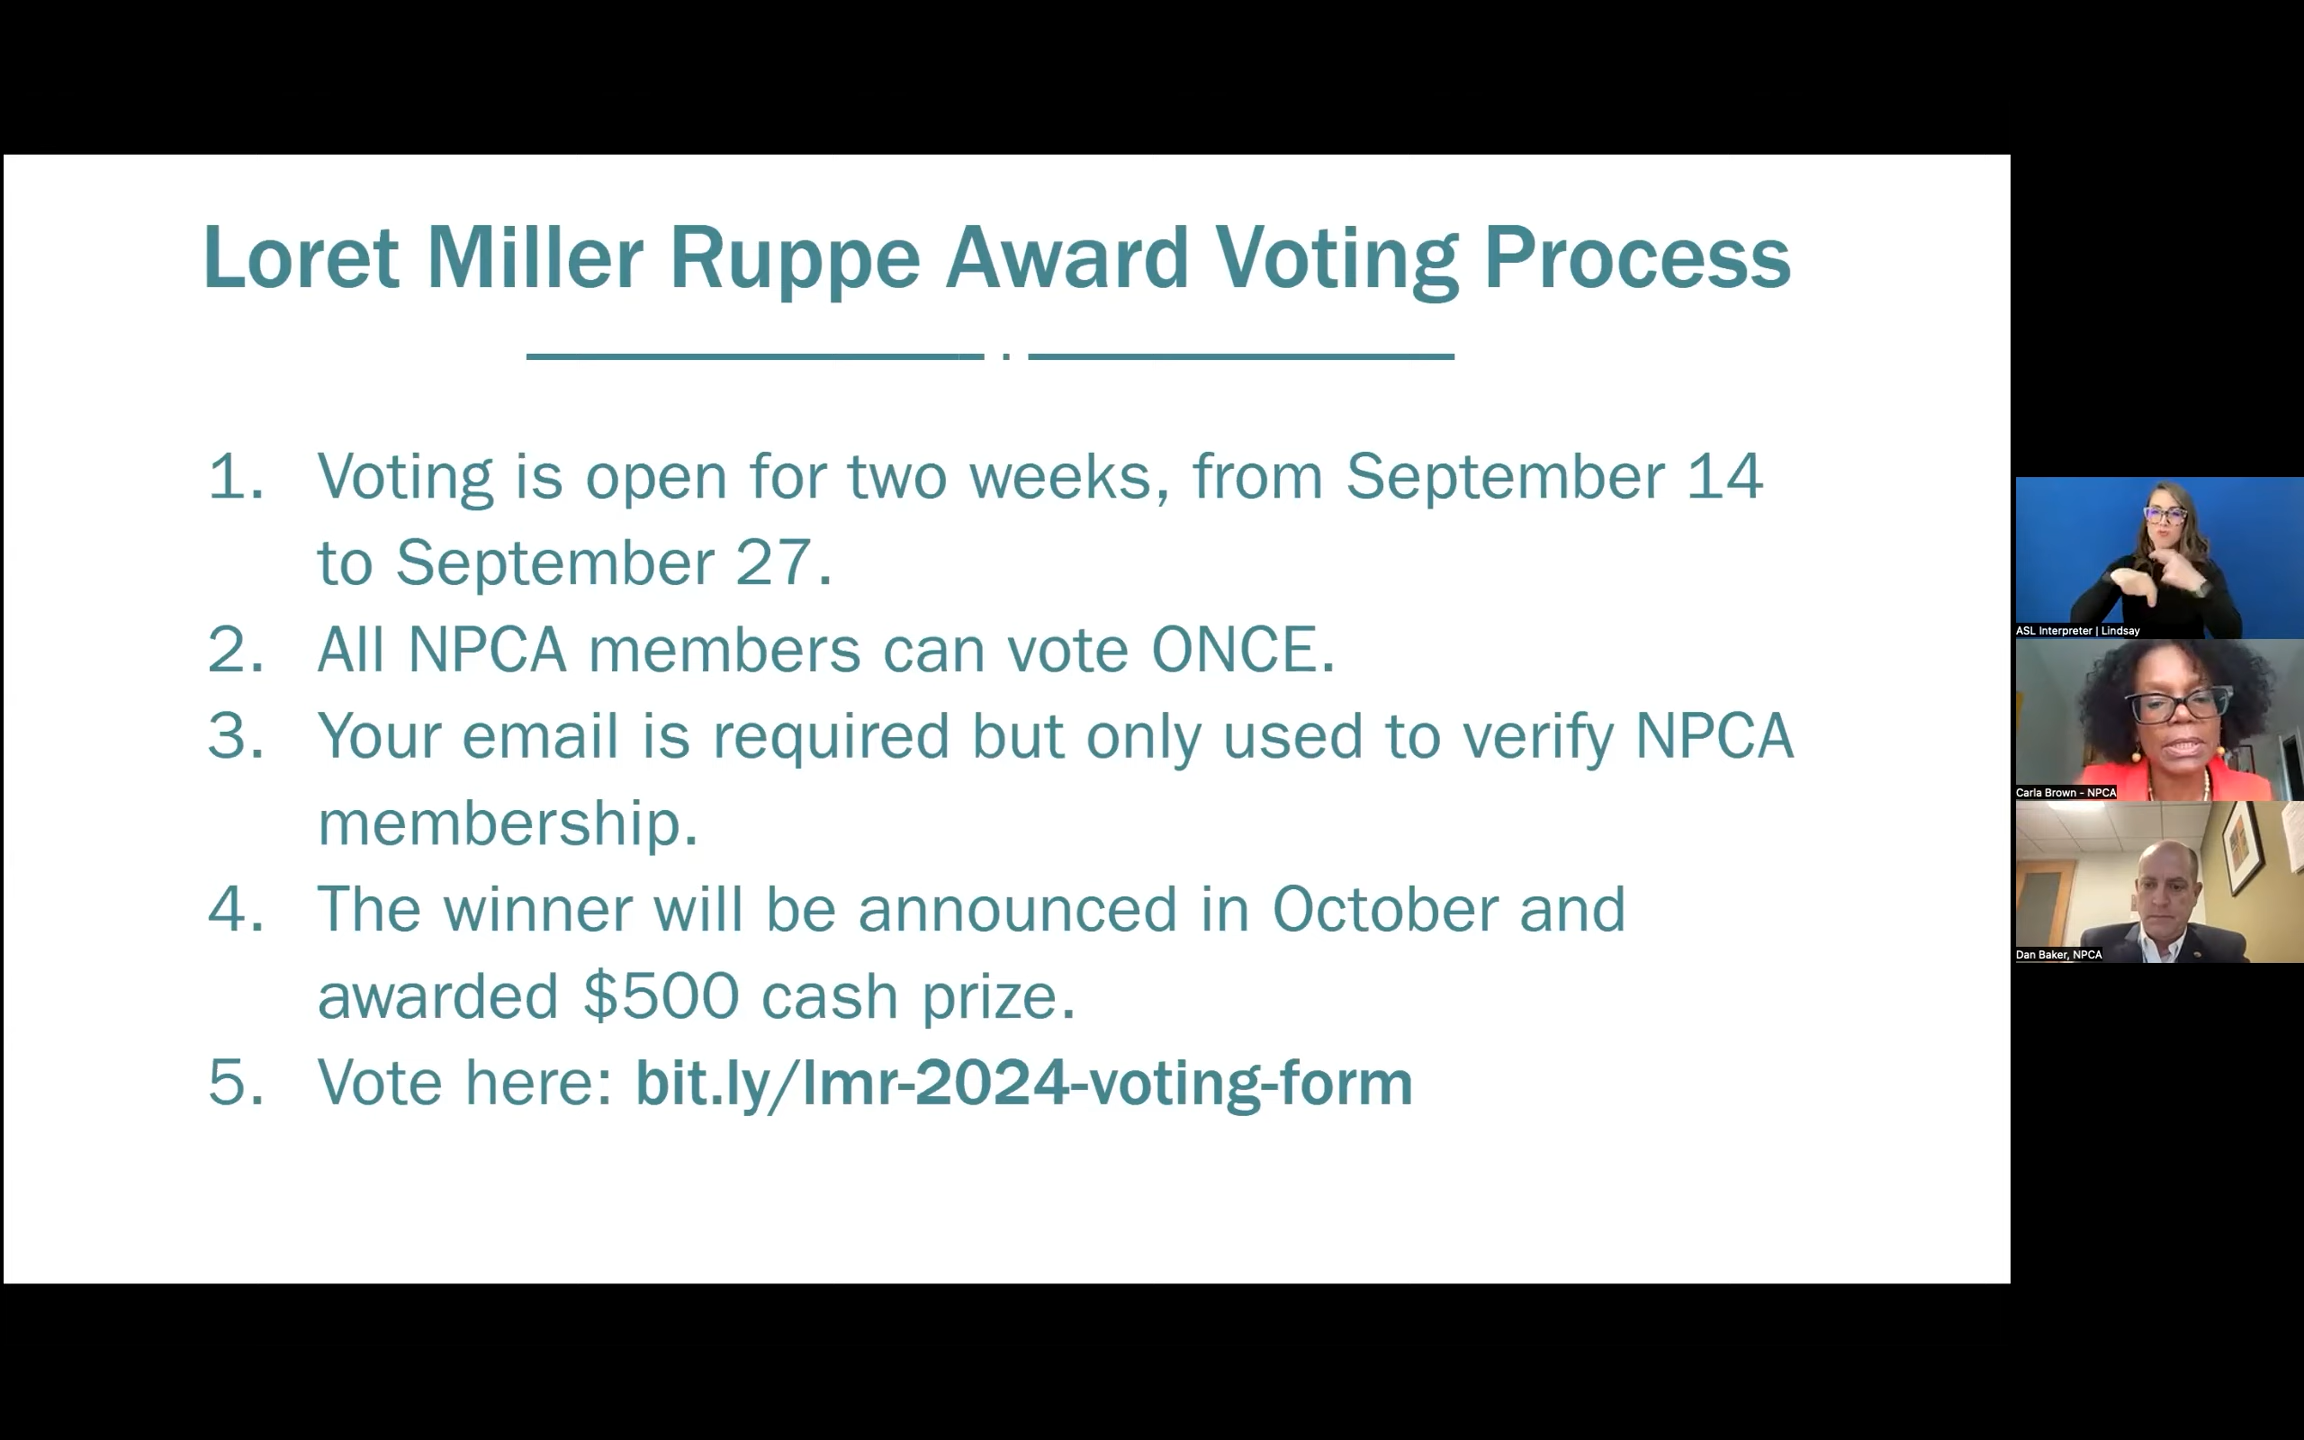 Loret Miller Ruppe Award Voting Process
1. Voting is open for two weeks, from September 14
to September 27.
2. All NPCA members can vote ONCE.
3. Your email is required but only used to verify NPCA
membership.
4. The winner will be announced in October and
awarded $500 cash prize.
5. Vote here: bit.ly/lmr-2024-voting-form
ASL Interpreter | Lindsay
Carla Brown - NPCA
Dan Baker, NPCA